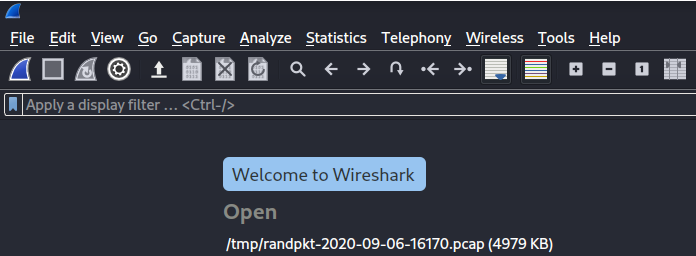 File Edit View Go Capture Analyze Statistics Telephony Wireless Tools Help
1
Apply a display filter … <Ctrl-/>
Welcome to Wireshark
Open
/tmp/randpkt-2020-09-06-16170.pcap (4979 KB)